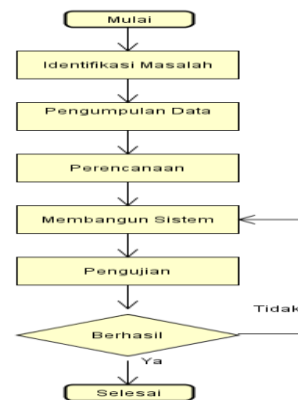 Mulai
Identifikasi Masalah
Pengumpulan Data
Perencanaan
Membangun Sistem
Pengujian
Tidak
Berhasil
Ya
Selesai